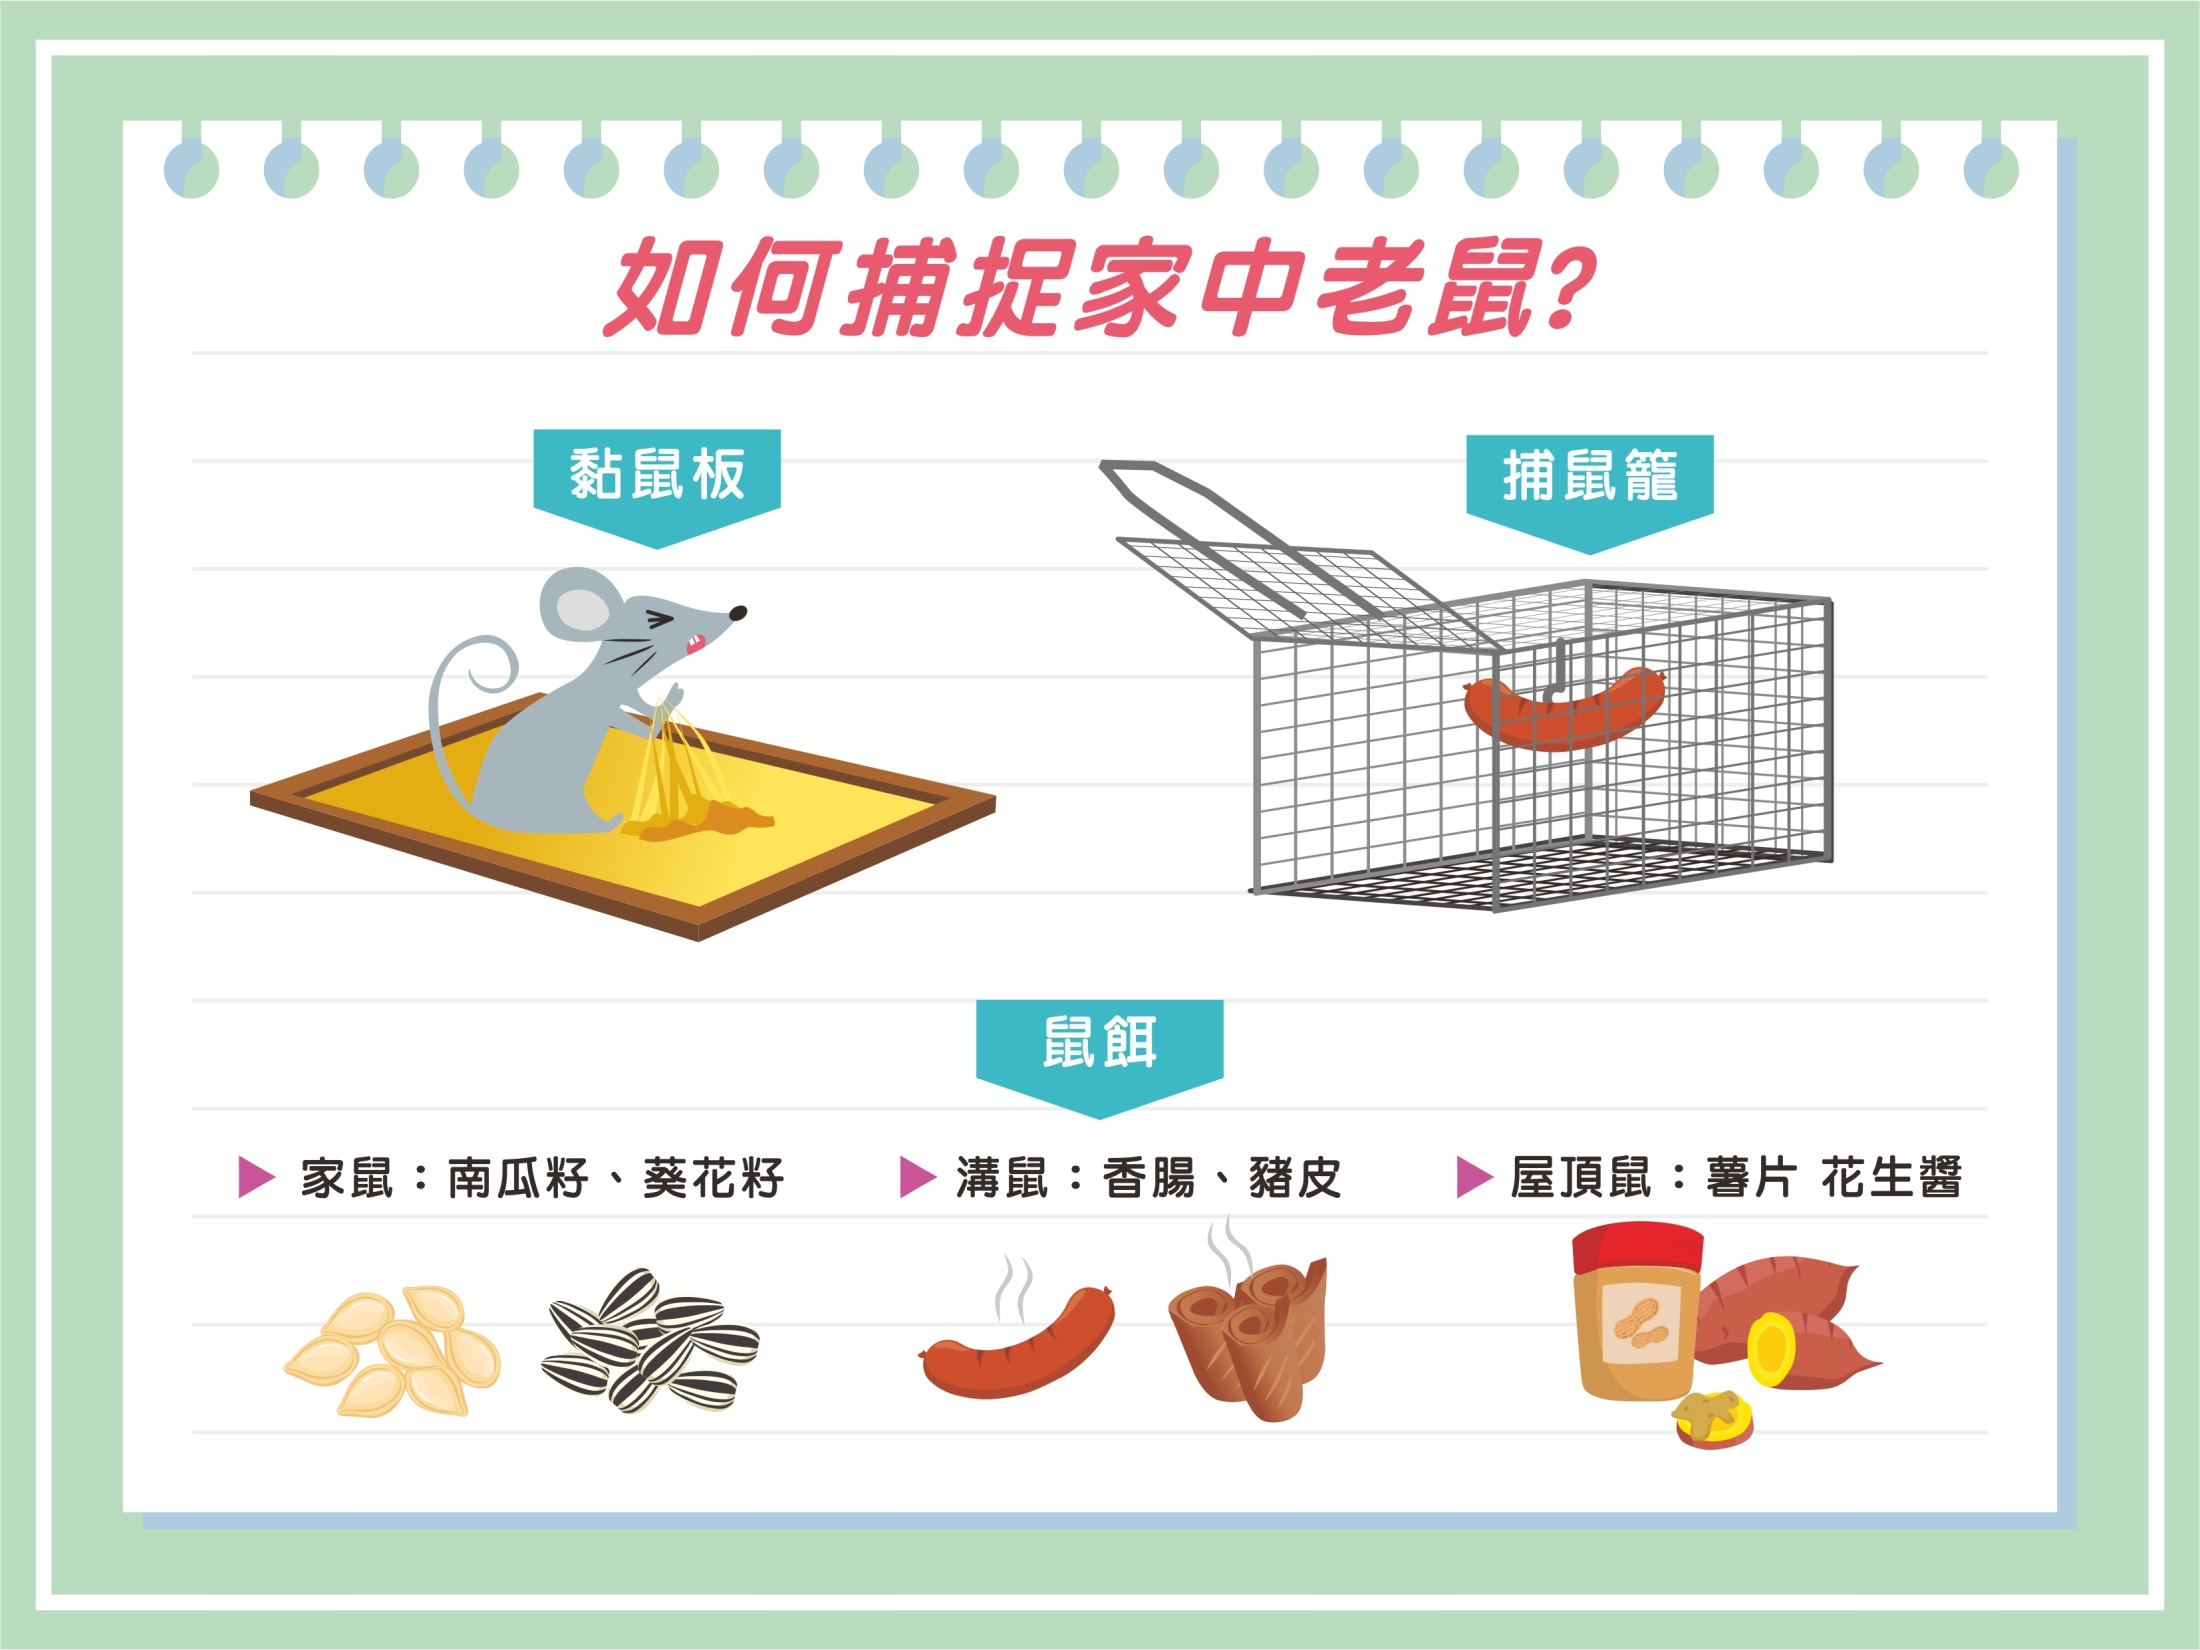 如何捕捉家中老鼠?
黏鼠板
捕鼠籠
鼠餌
▶ 家鼠：南瓜籽、葵花籽
▶ 溝鼠：香腸、豬皮
▶ 屋頂鼠：薯片 花生醬